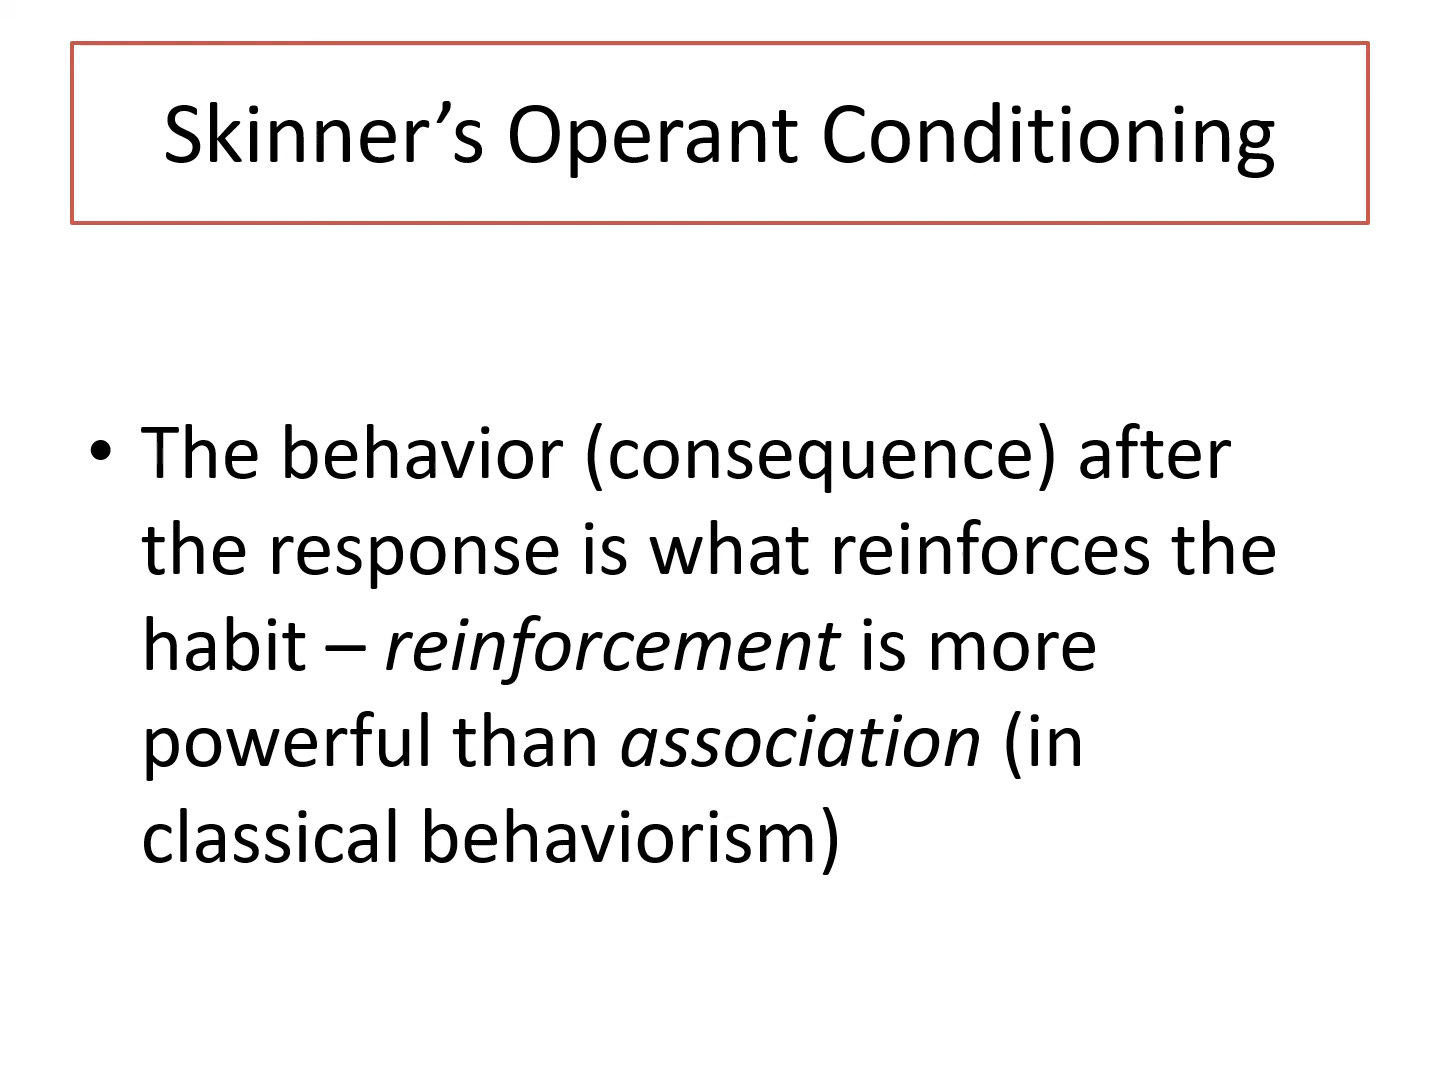 Skinner’s Operant Conditioning
• The behavior (consequence) after
the response is what reinforces the
habit – reinforcement is more
powerful than association (in
classical behaviorism)